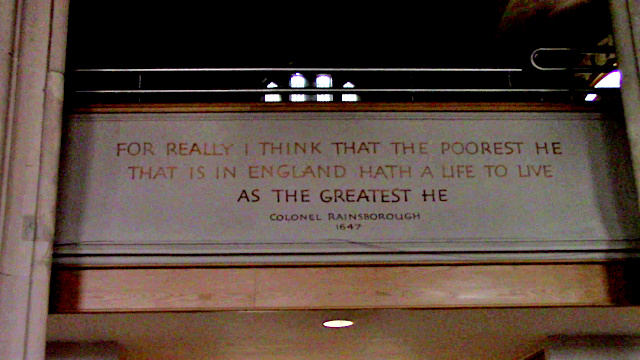 FOR REALLY I THINK THAT THE POOREST HE
THAT IS IN ENGLAND HATH A LIFE TO LIVE
AS THE GREATEST HE
COLONEL RAINSBOROUGH
1647